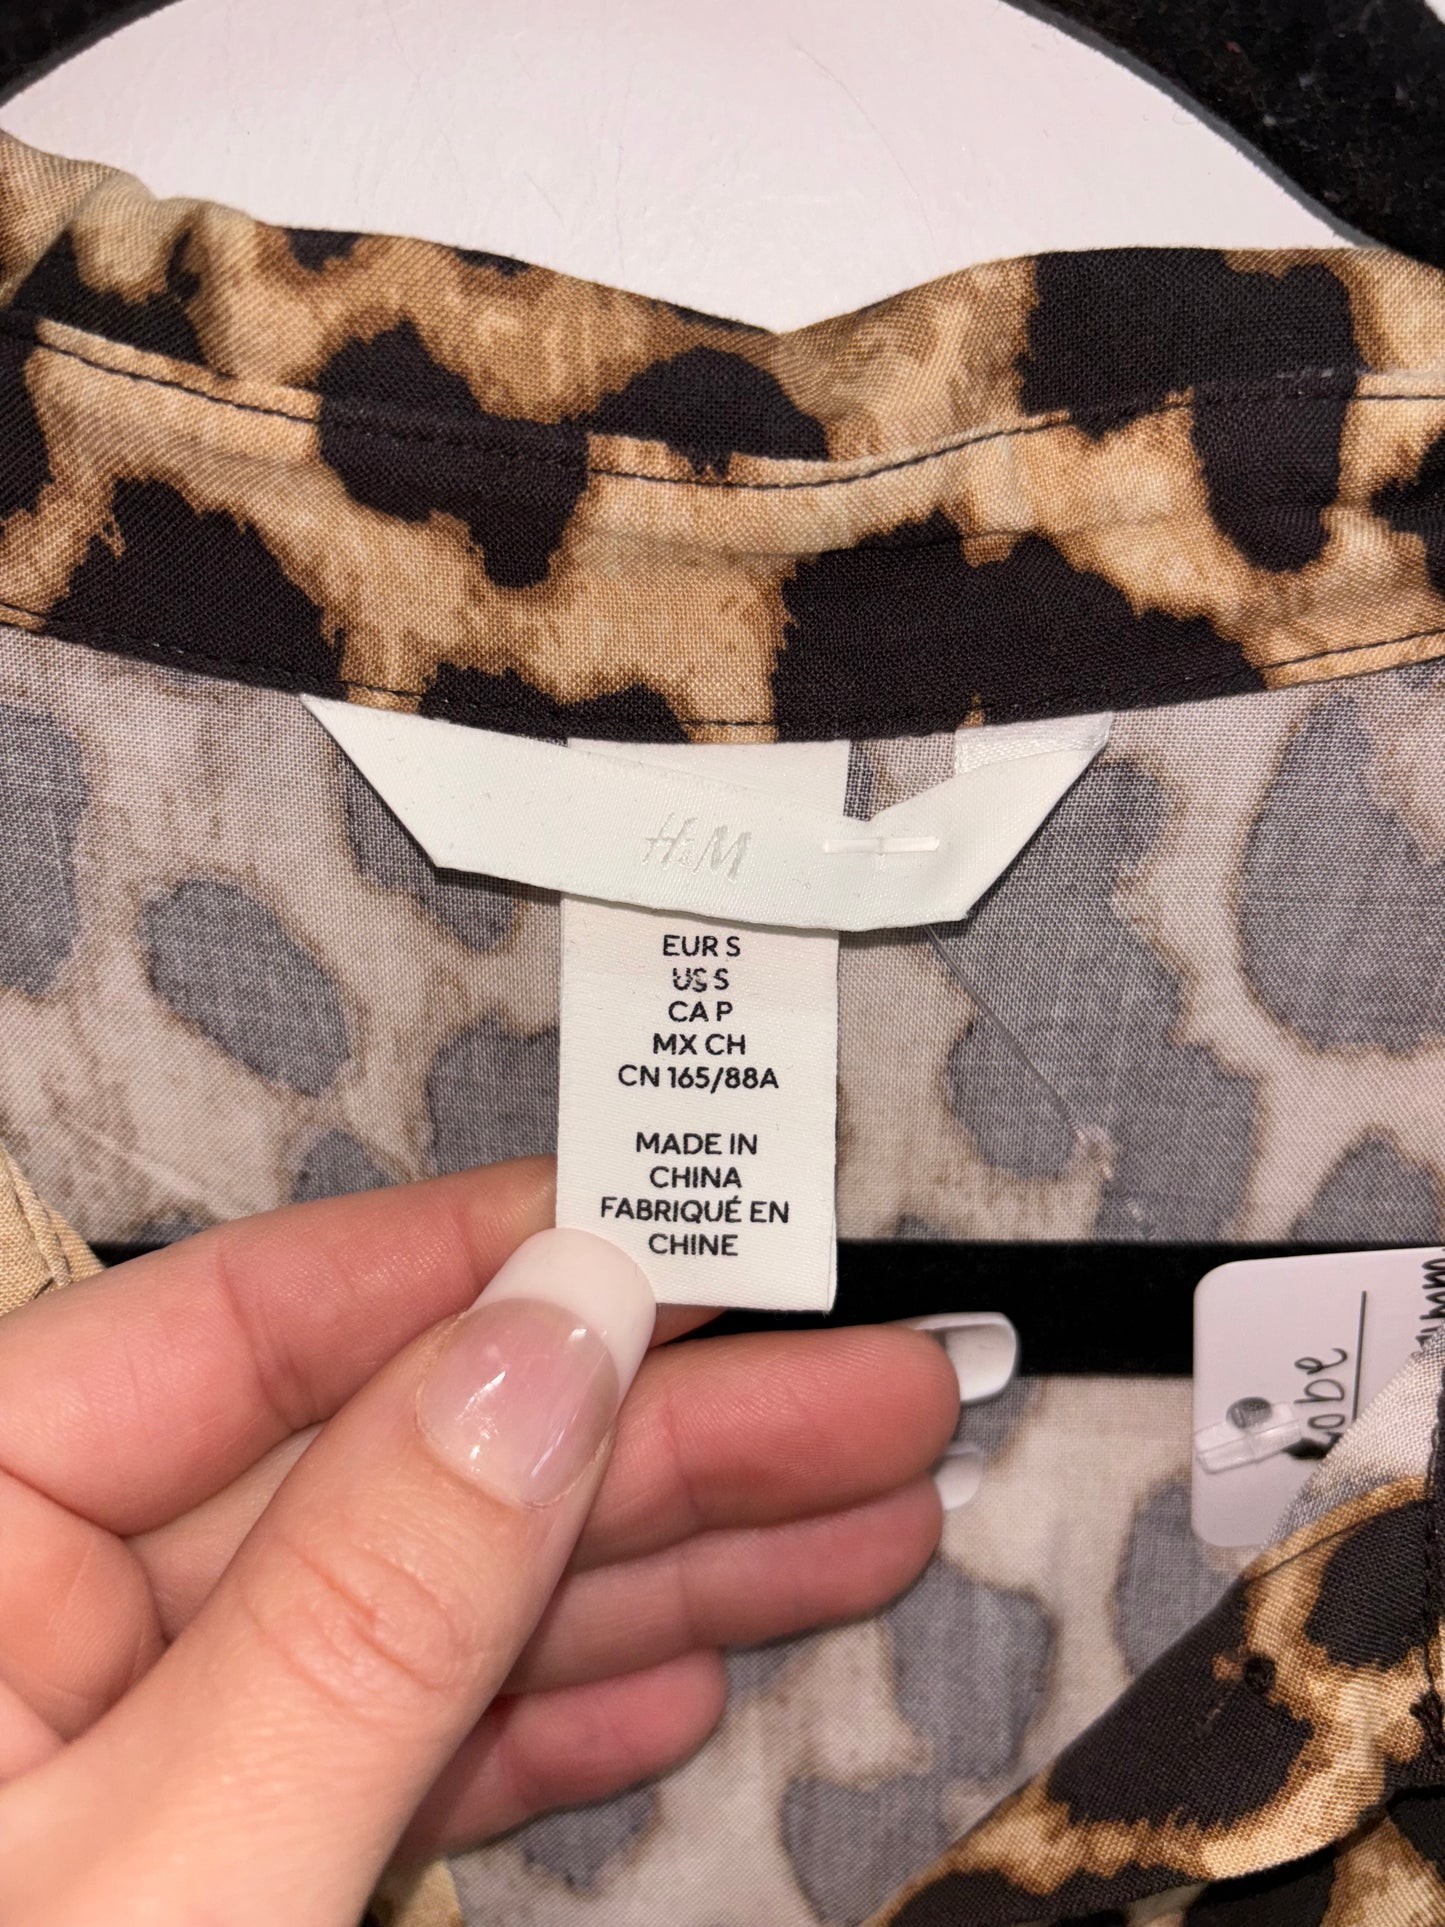 H&M
EUR S
US S
CA P
MX CH
CN 165/88A
MADE IN
CHINA
FABRIQUÉ EN
CHINE